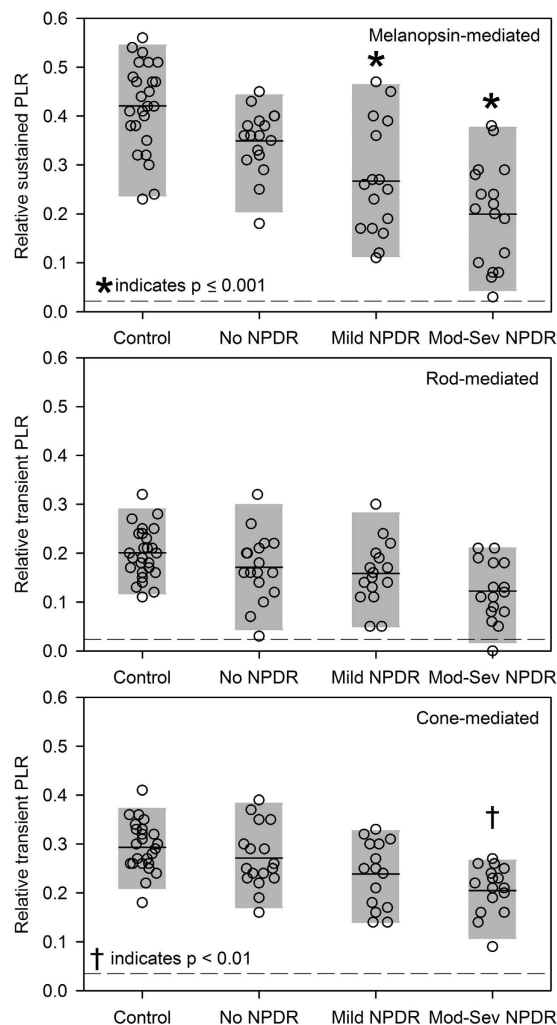 0.6
Melanopsin-mediated
0.5
0.4
0.3
0.2
0.1
0.0
Relative sustained PLR
* *
* indicates p ≤ 0.001
Control No NPDR Mild NPDR Mod-Sev NPDR
0.6
Rod-mediated
0.5
0.4
0.3
0.2
0.1
0.0
Relative transient PLR
Control No NPDR Mild NPDR Mod-Sev NPDR
0.6
Cone-mediated
0.5
0.4
0.3
0.2
0.1
0.0
Relative transient PLR
†
† indicates p < 0.01
Control No NPDR Mild NPDR Mod-Sev NPDR